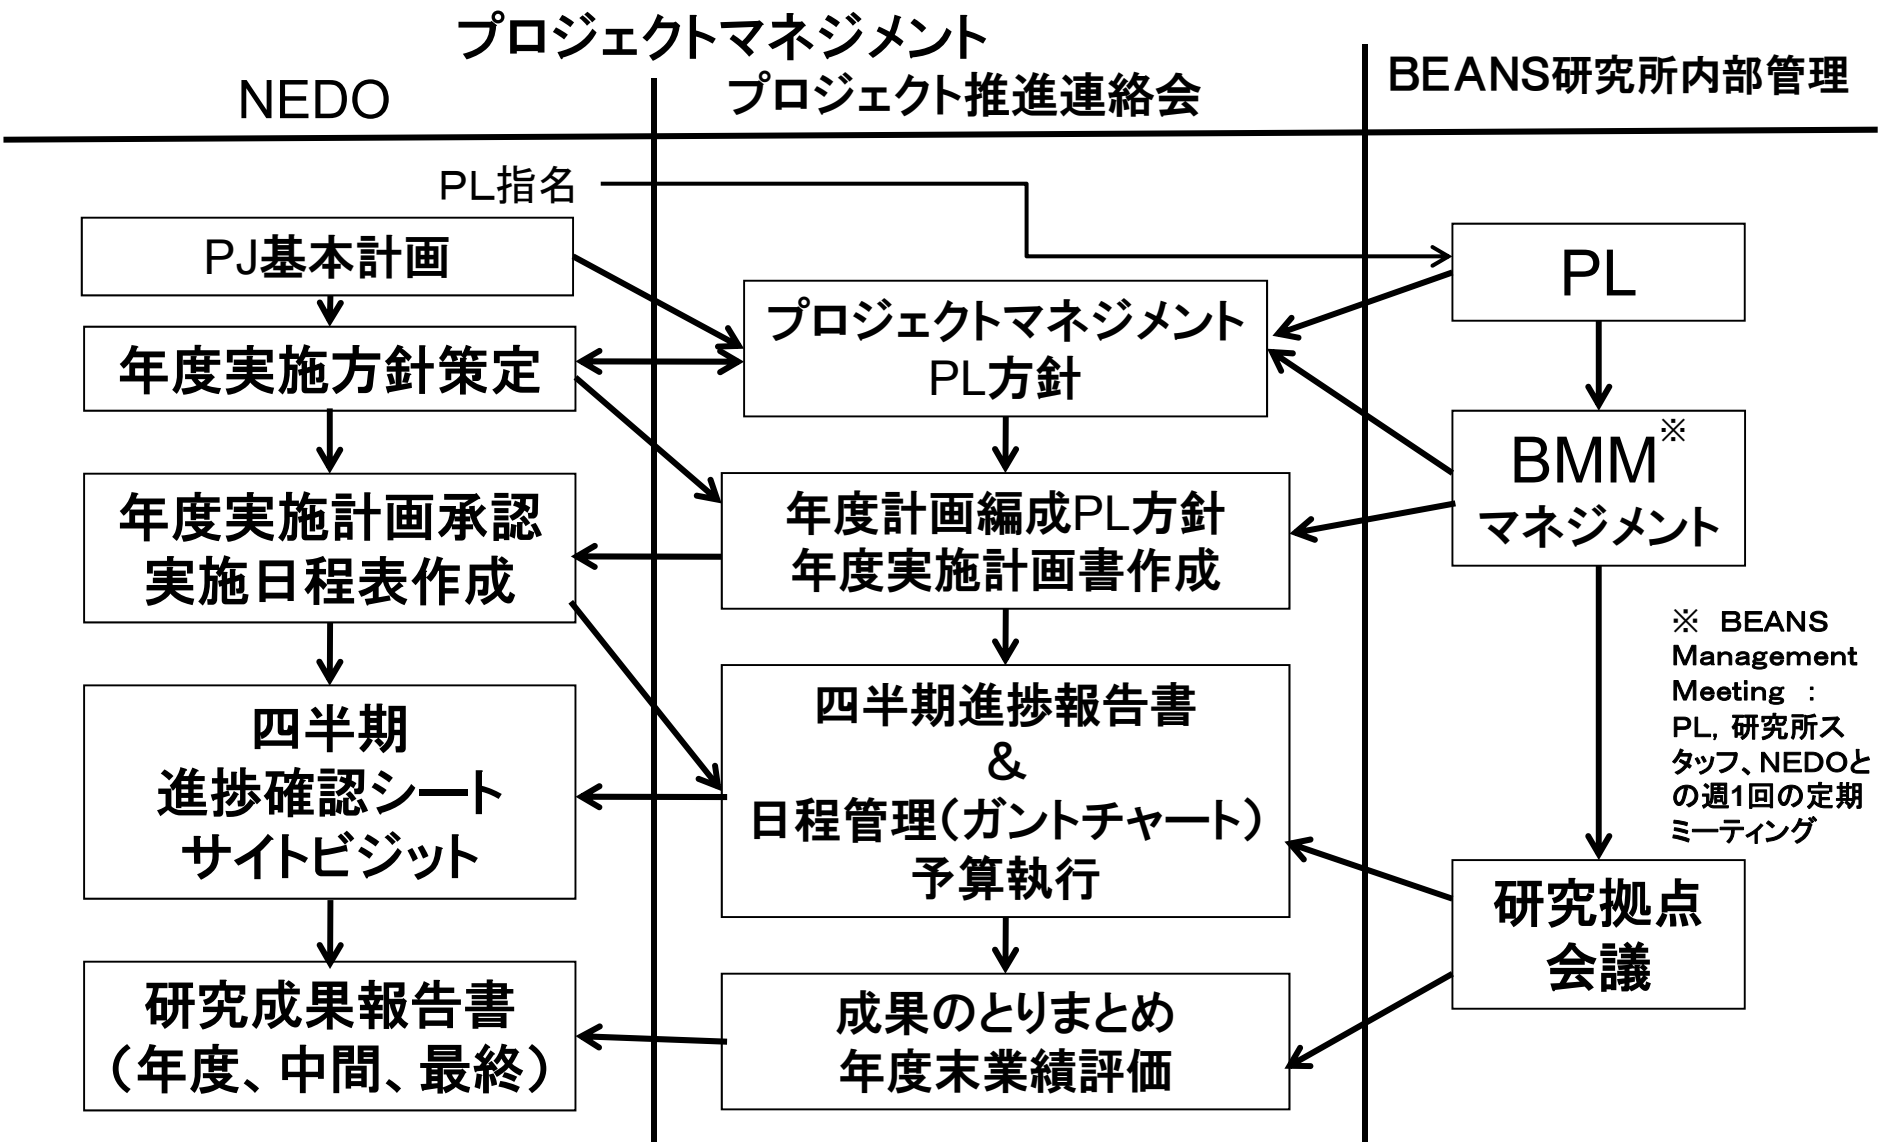 プロジェクトマネジメント
NEDO
プロジェクト推進連絡会
BEANS研究所内部管理
PL指名
PJ基本計画
年度実施方針策定
年度実施計画承認
実施日程表作成
四半期
進捗確認シート
サイトビジット
研究成果報告書
（年度、中間、最終）
プロジェクトマネジメント
PL方針
年度計画編成PL方針
年度実施計画書作成
四半期進捗報告書
&
日程管理（ガントチャート）
予算執行
成果のとりまとめ
年度末業績評価
PL
BMM※
マネジメント
※ BEANS
Management
Meeting ：
PL，研究所ス
タッフ、NEDOと
の週1回の定期
ミーティング
研究拠点
会議